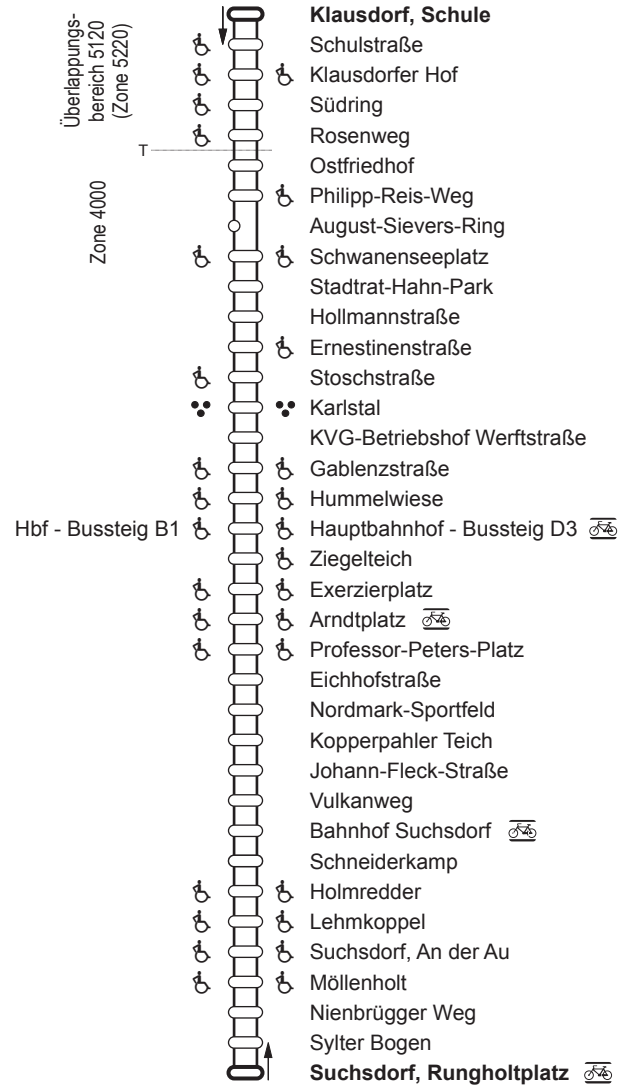 Überlappungs-
bereich 5120
(Zone 5220)
Zone 4000
Klausdorf, Schule
Schulstraße
Klausdorfer Hof
Südring
Rosenweg
T
Ostfriedhof
Philipp-Reis-Weg
August-Sievers-Ring
Schwanenseeplatz
Stadtrat-Hahn-Park
Hollmannstraße
Ernestinenstraße
Stoschstraße
Karlstal
KVG-Betriebshof Werftstraße
Gablenzstraße
Hummelwiese
Hbf - Bussteig B1 Hauptbahnhof - Bussteig D3
Ziegelteich
Exerzierplatz
Arndtplatz
Professor-Peters-Platz
Eichhofstraße
Nordmark-Sportfeld
Kopperpahler Teich
Johann-Fleck-Straße
Vulkanweg
Bahnhof Suchsdorf
Schneiderkamp
Holmredder
Lehmkoppel
Suchsdorf, An der Au
Möllenholt
Nienbrügger Weg
Sylter Bogen
Suchsdorf, Rungholtplatz